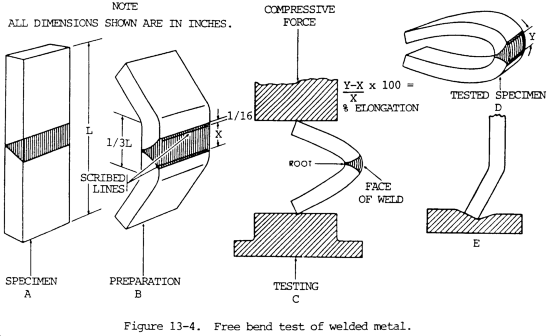 NOTE
ALL DIMENSIONS SHOWN ARE IN INCHES.
COMPRESSIVE
FORCE
Y-X x 100 =
X
% ELONGATION
Y
TESTED SPECIMEN
D
L
1/3L
1/16
X
SCRIBED
LINES
ROOT
FACE
OF WELD
E
SPECIMEN
A
PREPARATION
B
TESTING
C
Figure 13-4. Free bend test of welded metal.